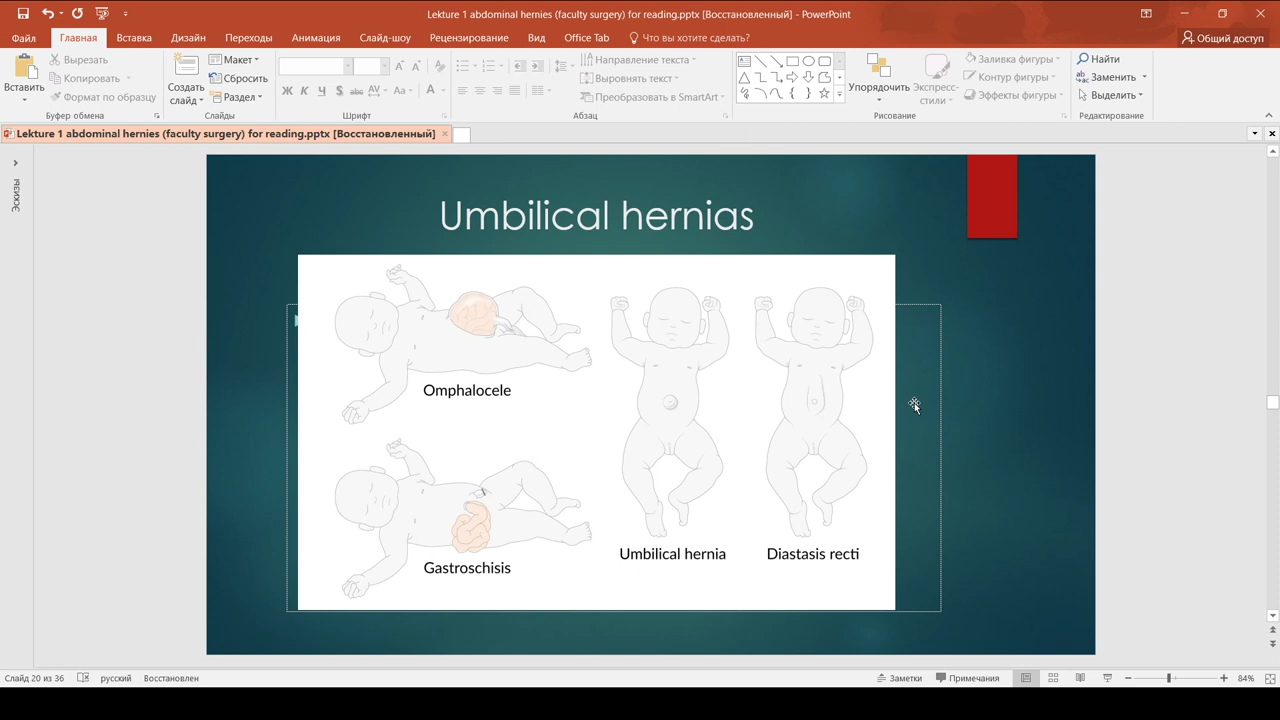 Lekture 1 abdominal hernies (faculty surgery) for reading.pptx [Восстановленный] - PowerPoint
Файл Главная Вставка Дизайн Переходы Анимация Слайд-шоу Рецензирование Вид Office Tab Что вы хотите сделать? Общий доступ
Вставить
Вырезать
Копировать
Формат по образцу
Буфер обмена
Создать слайд
Макет
Сбросить
Раздел
Слайды
Ж К Ч S abc AV Aa A
Шрифт
Направление текста
Выровнять текст
Преобразовать в SmartArt
Абзац
Упорядочить
Экспресс-стили
Заливка фигуры
Контур фигуры
Эффекты фигуры
Рисование
Найти
Заменить
Выделить
Редактирование
Lekture 1 abdominal hernies (faculty surgery) for reading.pptx [Восстановленный]
Эскизы
Umbilical hernias
Omphalocele
Gastroschisis
Umbilical hernia
Diastasis recti
Слайд 20 из 36 русский Восстановлен Заметки Примечания 84%